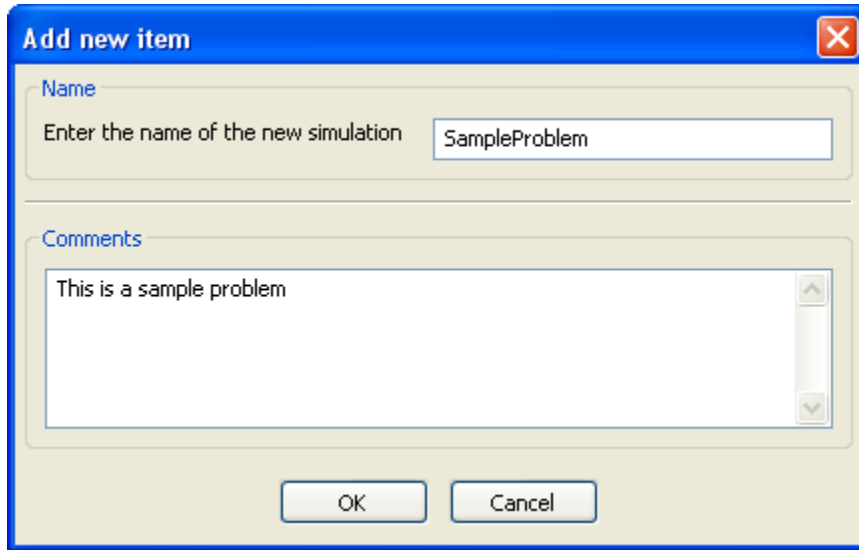 Add new item
Name
Enter the name of the new simulation
SampleProblem
Comments
This is a sample problem
OK
Cancel